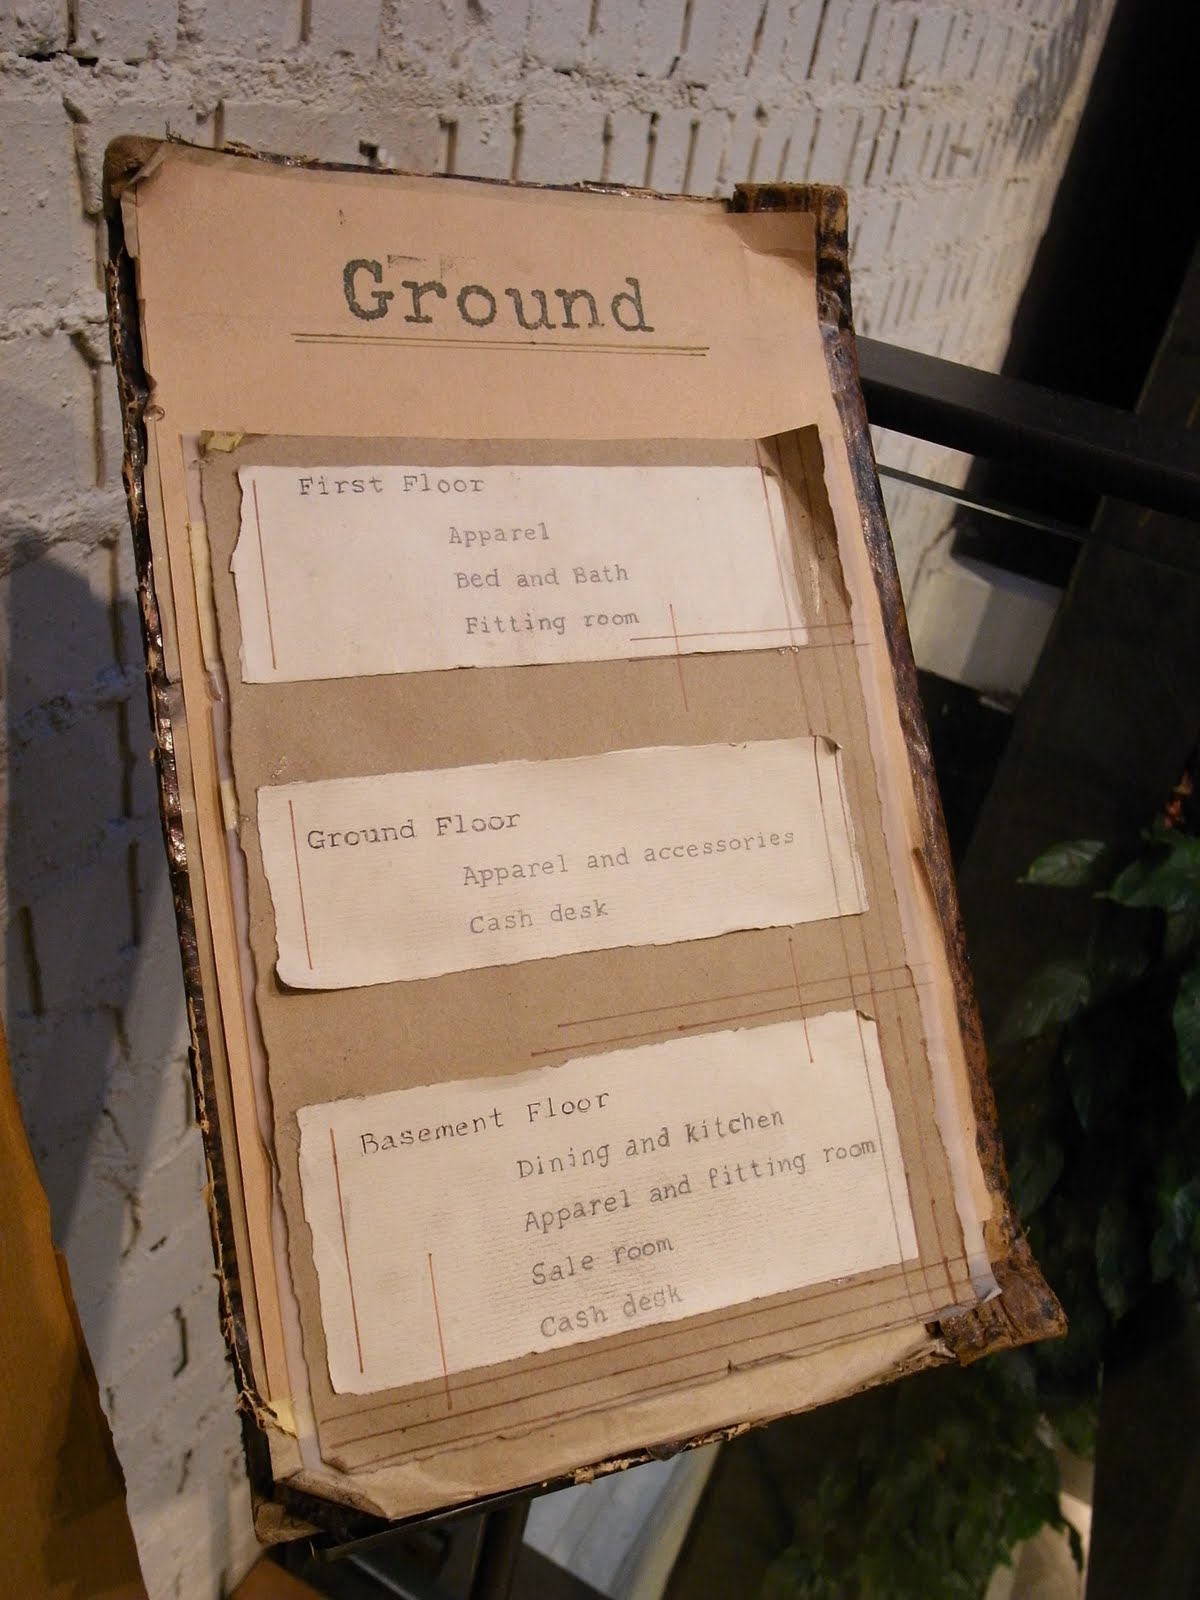 Ground
First Floor
Apparel
Bed and Bath
Fitting room
Ground Floor
Apparel and accessories
Cash desk
Basement Floor
Dining and kitchen
Apparel and fitting room
Sale room
Cash desk